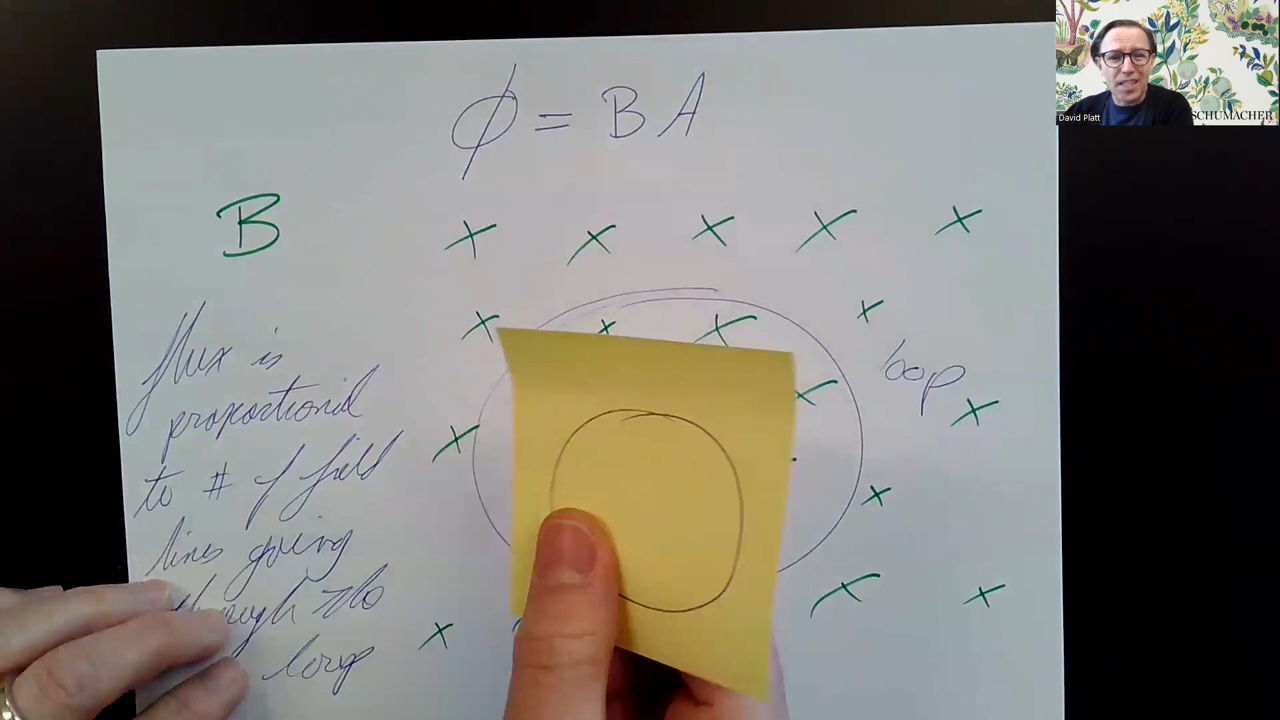 ϕ = BA
B
flux is
proportional
to # of field
lines going
through the
loop
loop
David Platt
SCHUMACHER